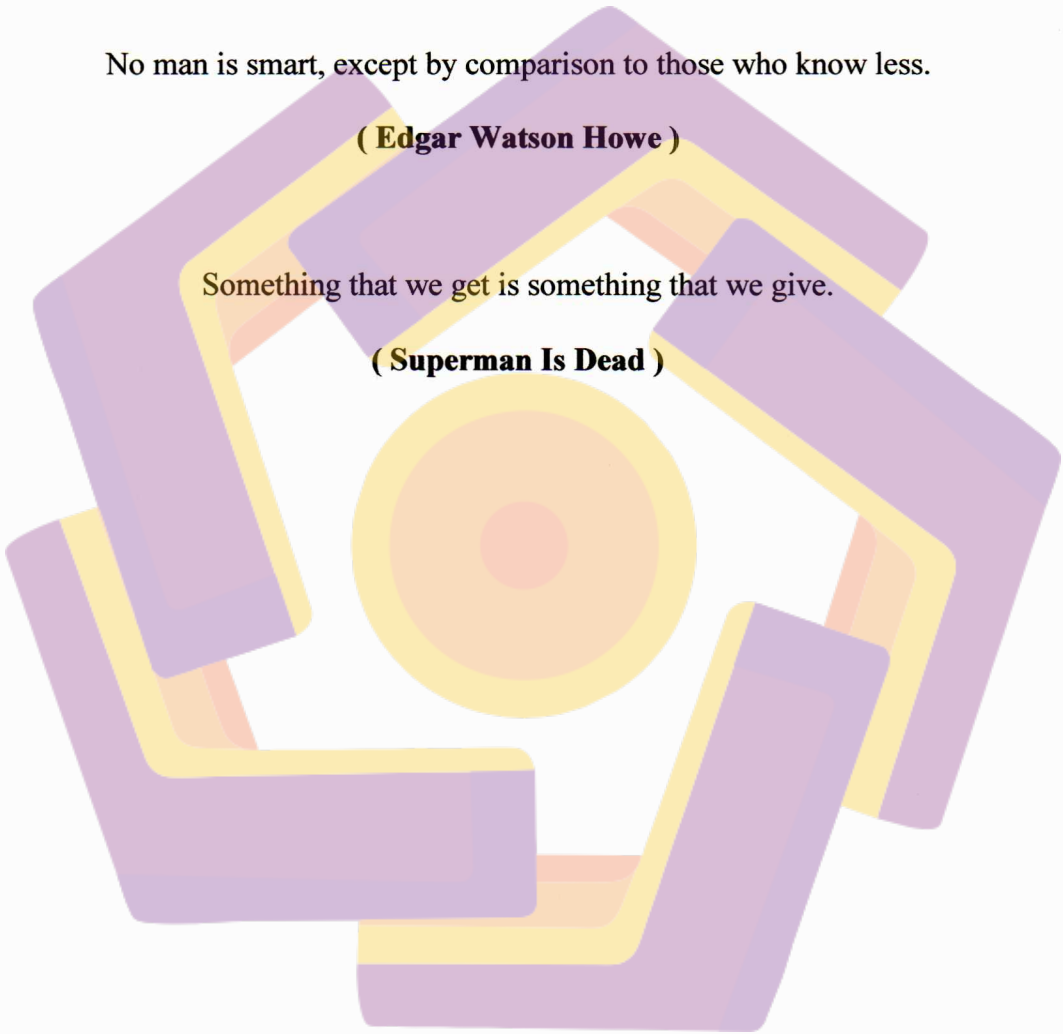 No man is smart, except by comparison to those who know less.
( Edgar Watson Howe )
Something that we get is something that we give.
( Superman Is Dead )